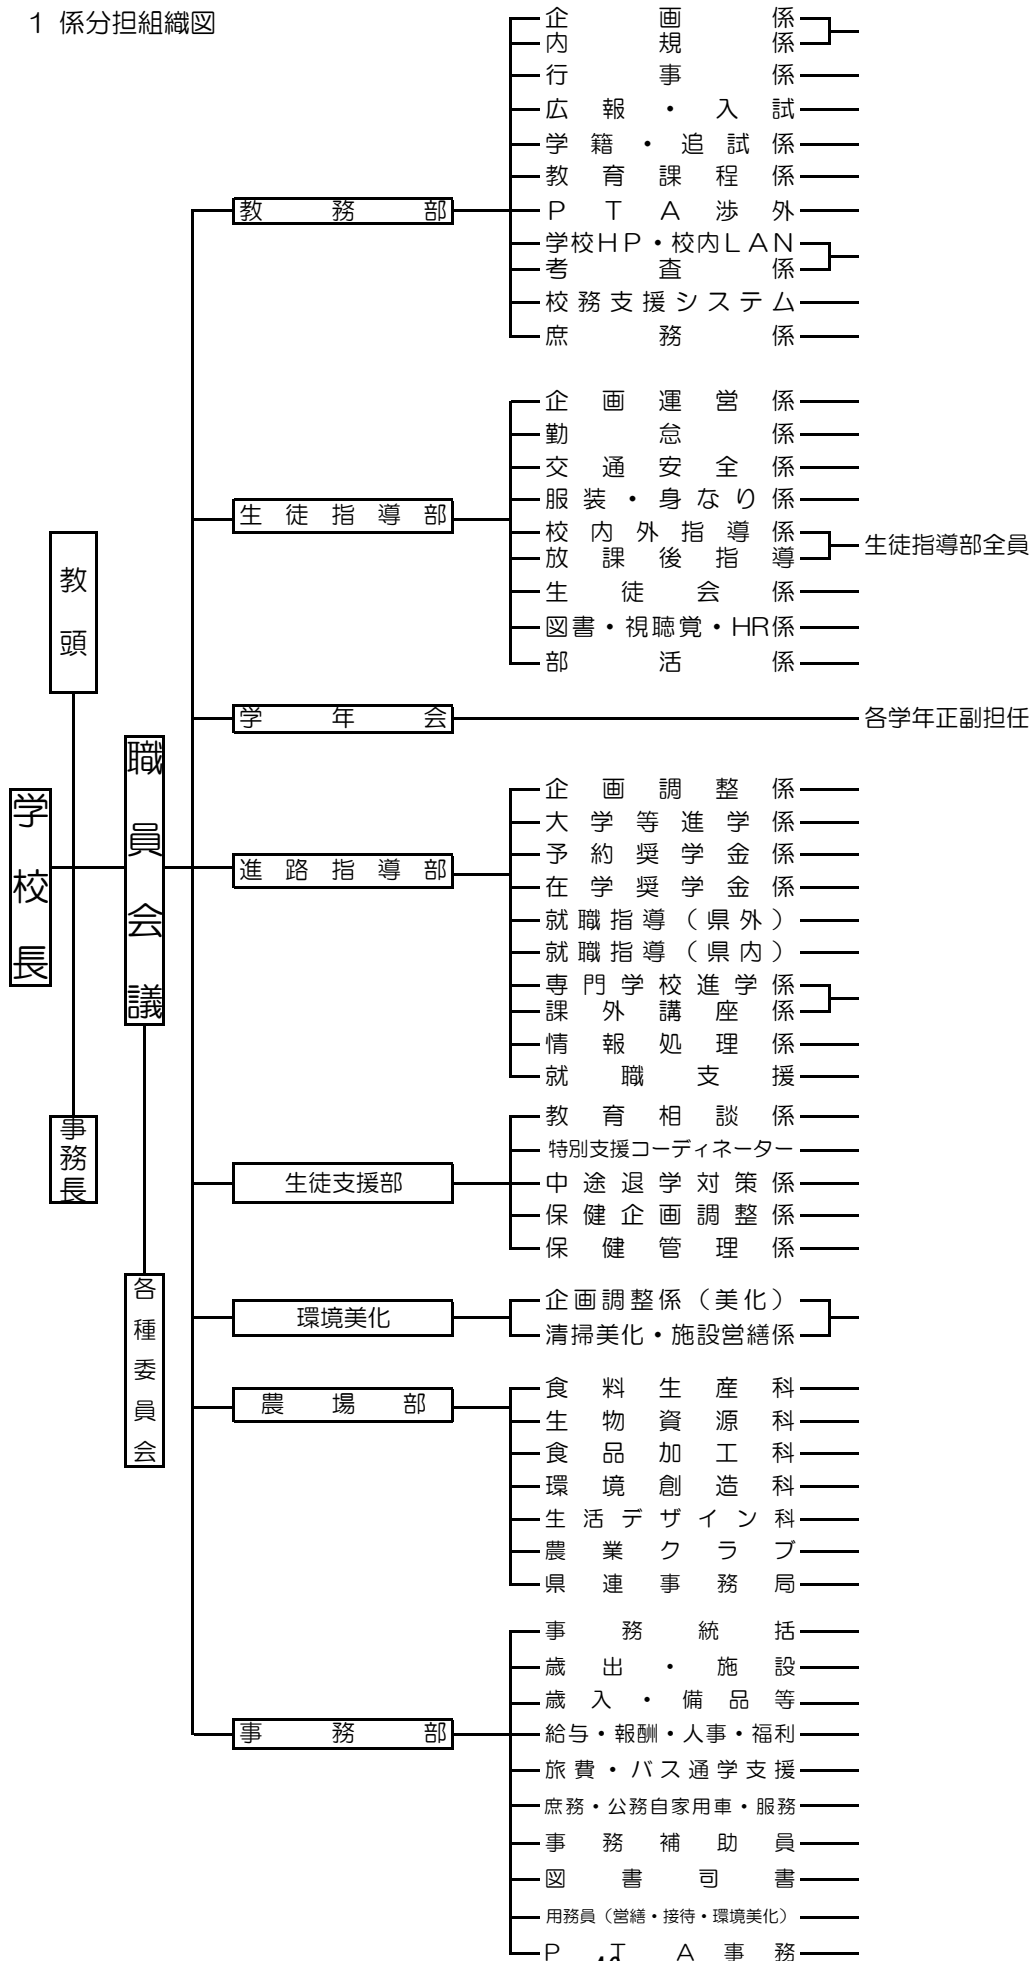 1 係分担組織図
企画係
内規係
行事係
広報・入試
学籍・追試係
教育課程係
教務部
PTA渉外
学校HP・校内LAN
考査係
校務支援システム
庶務係
企画運営係
勤怠係
交通安全係
服装・身なり係
生徒指導部
校内外指導係
放課後指導
生徒指導部全員
生徒会係
図書・視聴覚・HR係
部活係
教頭
学年会
各学年正副担任
職員会議
学校長
企画調整係
大学等進学係
予約奨学金係
進路指導部
在学奨学金係
就職指導(県外)
就職指導(県内)
専門学校進学係
課外講座係
情報処理係
就職支援
事務長
教育相談係
特別支援コーディネーター
生徒支援部
中途退学対策係
保健企画調整係
保健管理係
各種委員会
環境美化
企画調整係(美化)
清掃美化・施設営繕係
農場部
食料生産科
生物資源科
食品加工科
環境創造科
生活デザイン科
農業クラブ
県連事務局
事務統括
歳出・施設
歳入・備品等
事務部
給与・報酬・人事・福利
旅費・バス通学支援
庶務・公務自家用車・服務
事務補助員
図書司書
用務員(営繕・接待・環境美化)
PTA事務